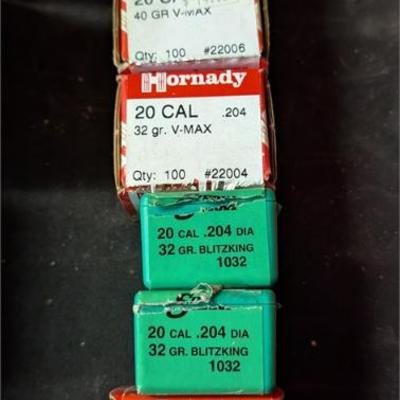 20
40 GR V-MAX
Qty: 100 #22006
Hornady
20 CAL .204
32 gr. V-MAX
Qty: 100 #22004
20 CAL .204 DIA
32 GR. BLITZKING
1032
20 CAL .204 DIA
32 GR. BLITZKING
1032